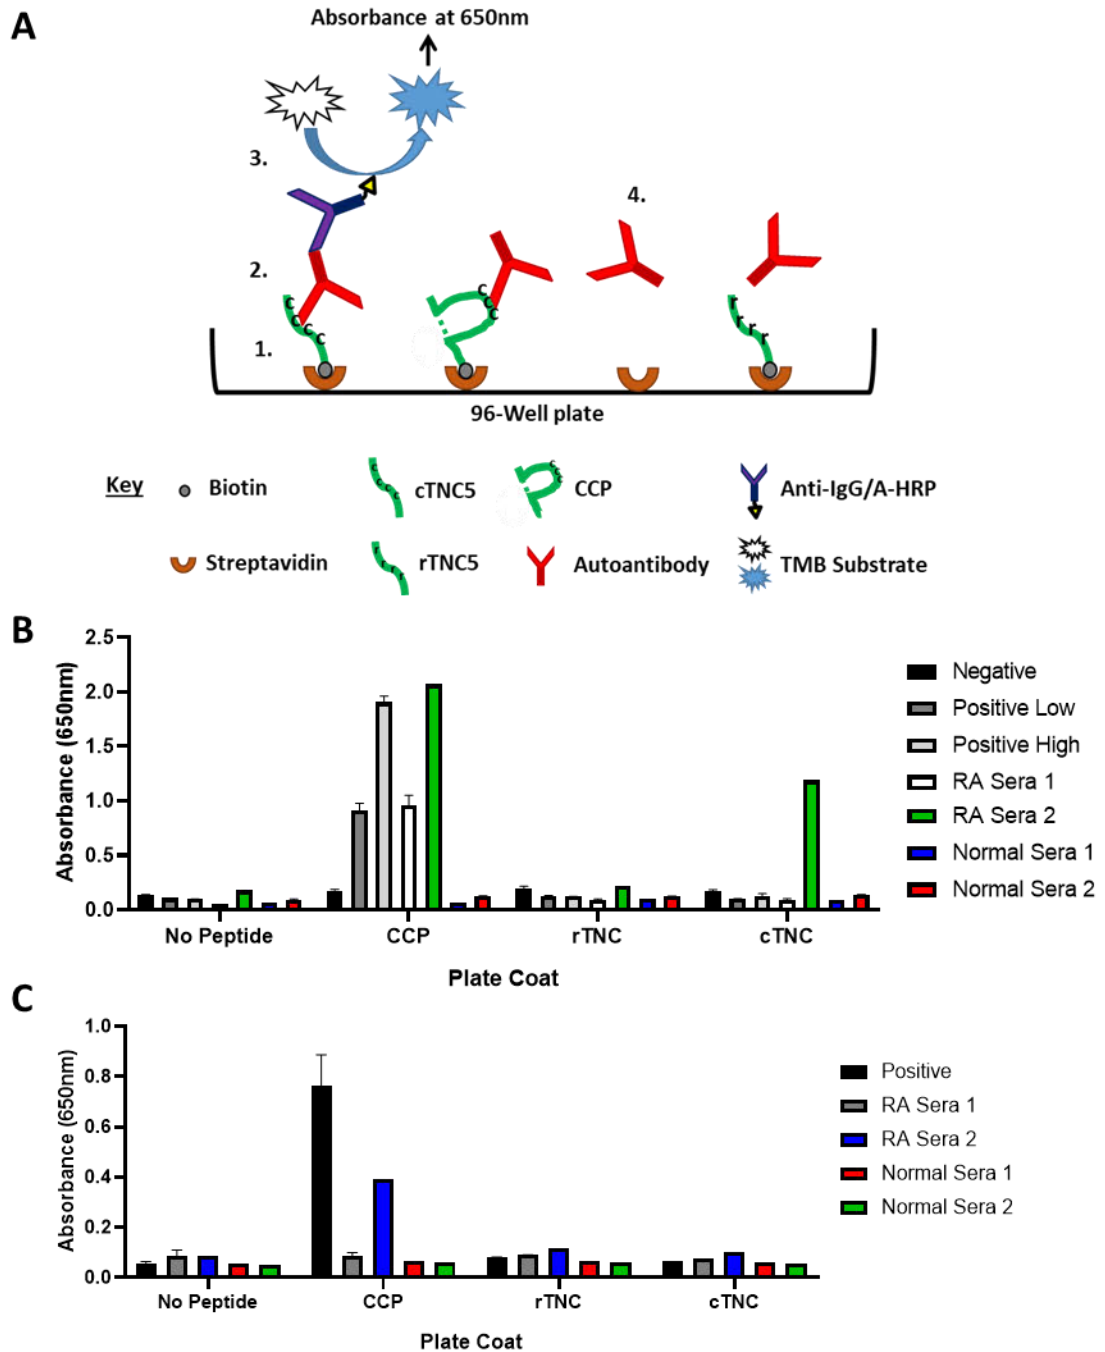 A
Absorbance at 650nm
3.
4.
2.
c
c
c
c
c
c
c
r
r
r
r
1.
96-Well plate
Key
Biotin
c
c
c
c
cTNC5
c
c
c
CCP
Anti-IgG/A-HRP
Streptavidin
r
r
r
r
rTNC5
Autoantibody
TMB Substrate
B
Absorbance (650nm)
2.5
2.0
1.5
1.0
0.5
0.0
No Peptide CCP rTNC cTNC
Plate Coat
Negative
Positive Low
Positive High
RA Sera 1
RA Sera 2
Normal Sera 1
Normal Sera 2
C
Absorbance (650nm)
1.0
0.8
0.6
0.4
0.2
0.0
No Peptide CCP rTNC cTNC
Plate Coat
Positive
RA Sera 1
RA Sera 2
Normal Sera 1
Normal Sera 2